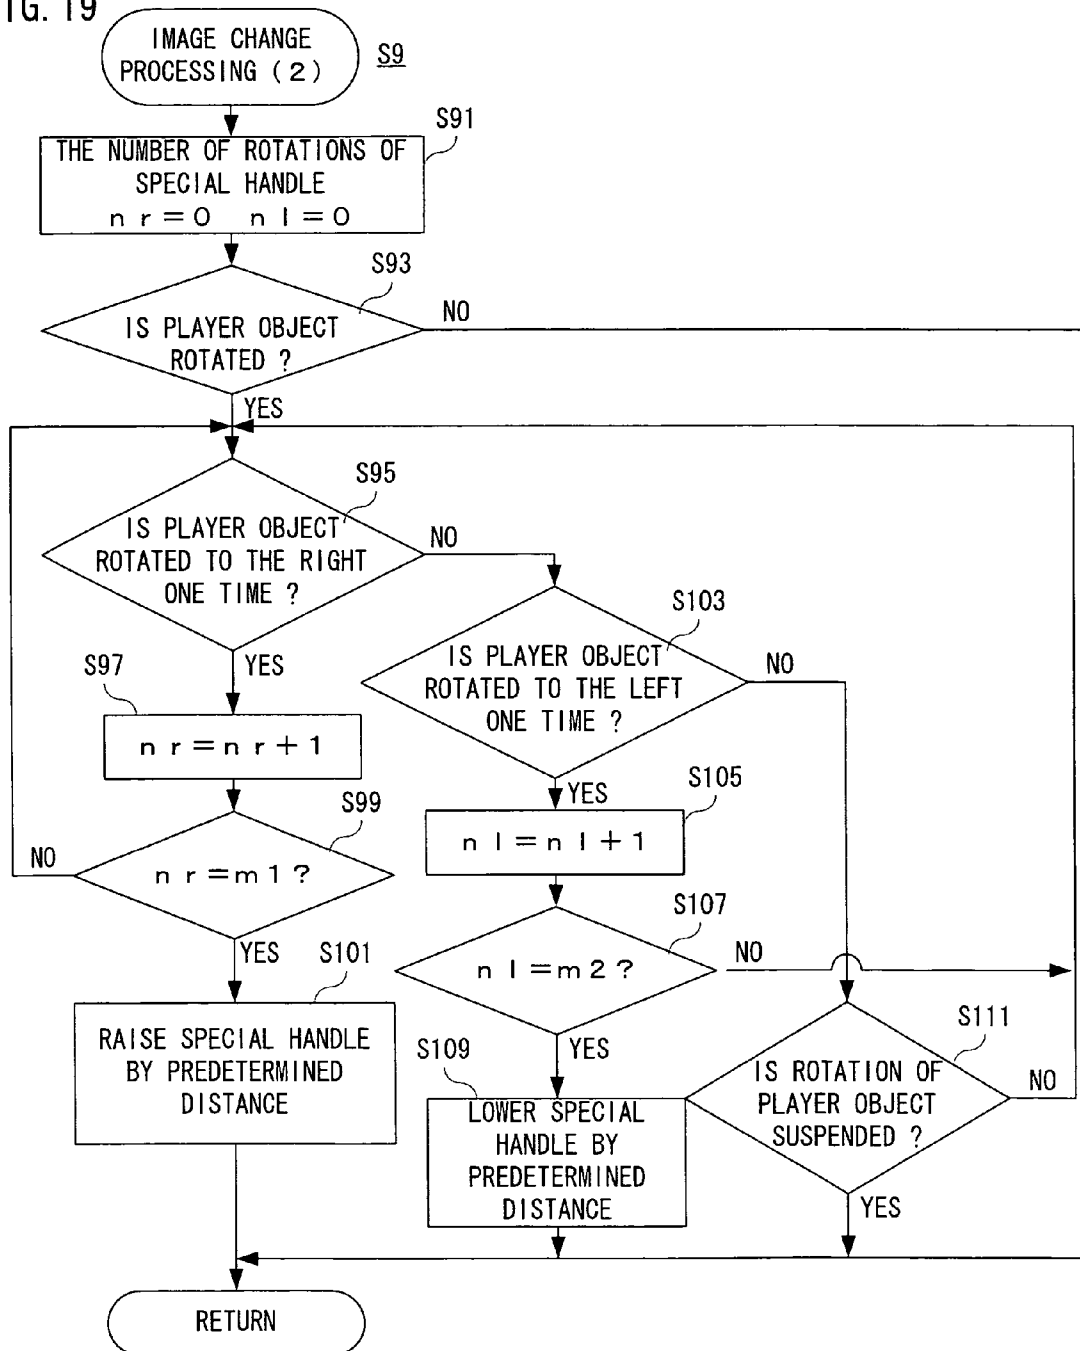 IG. 19
IMAGE CHANGE
PROCESSING (2)
S9
S91
THE NUMBER OF ROTATIONS OF
SPECIAL HANDLE
nr=0 nl=0
S93
IS PLAYER OBJECT
ROTATED ?
NO
YES
S95
IS PLAYER OBJECT
ROTATED TO THE RIGHT
ONE TIME ?
NO
YES
S97
nr=nr+1
S99
nr=m1?
NO
YES
S101
RAISE SPECIAL HANDLE
BY PREDETERMINED
DISTANCE
S103
IS PLAYER OBJECT
ROTATED TO THE LEFT
ONE TIME ?
NO
YES
S105
nl=nl+1
S107
nl=m2?
NO
YES
S109
LOWER SPECIAL
HANDLE BY
PREDETERMINED
DISTANCE
S111
IS ROTATION OF
PLAYER OBJECT
SUSPENDED ?
NO
YES
RETURN